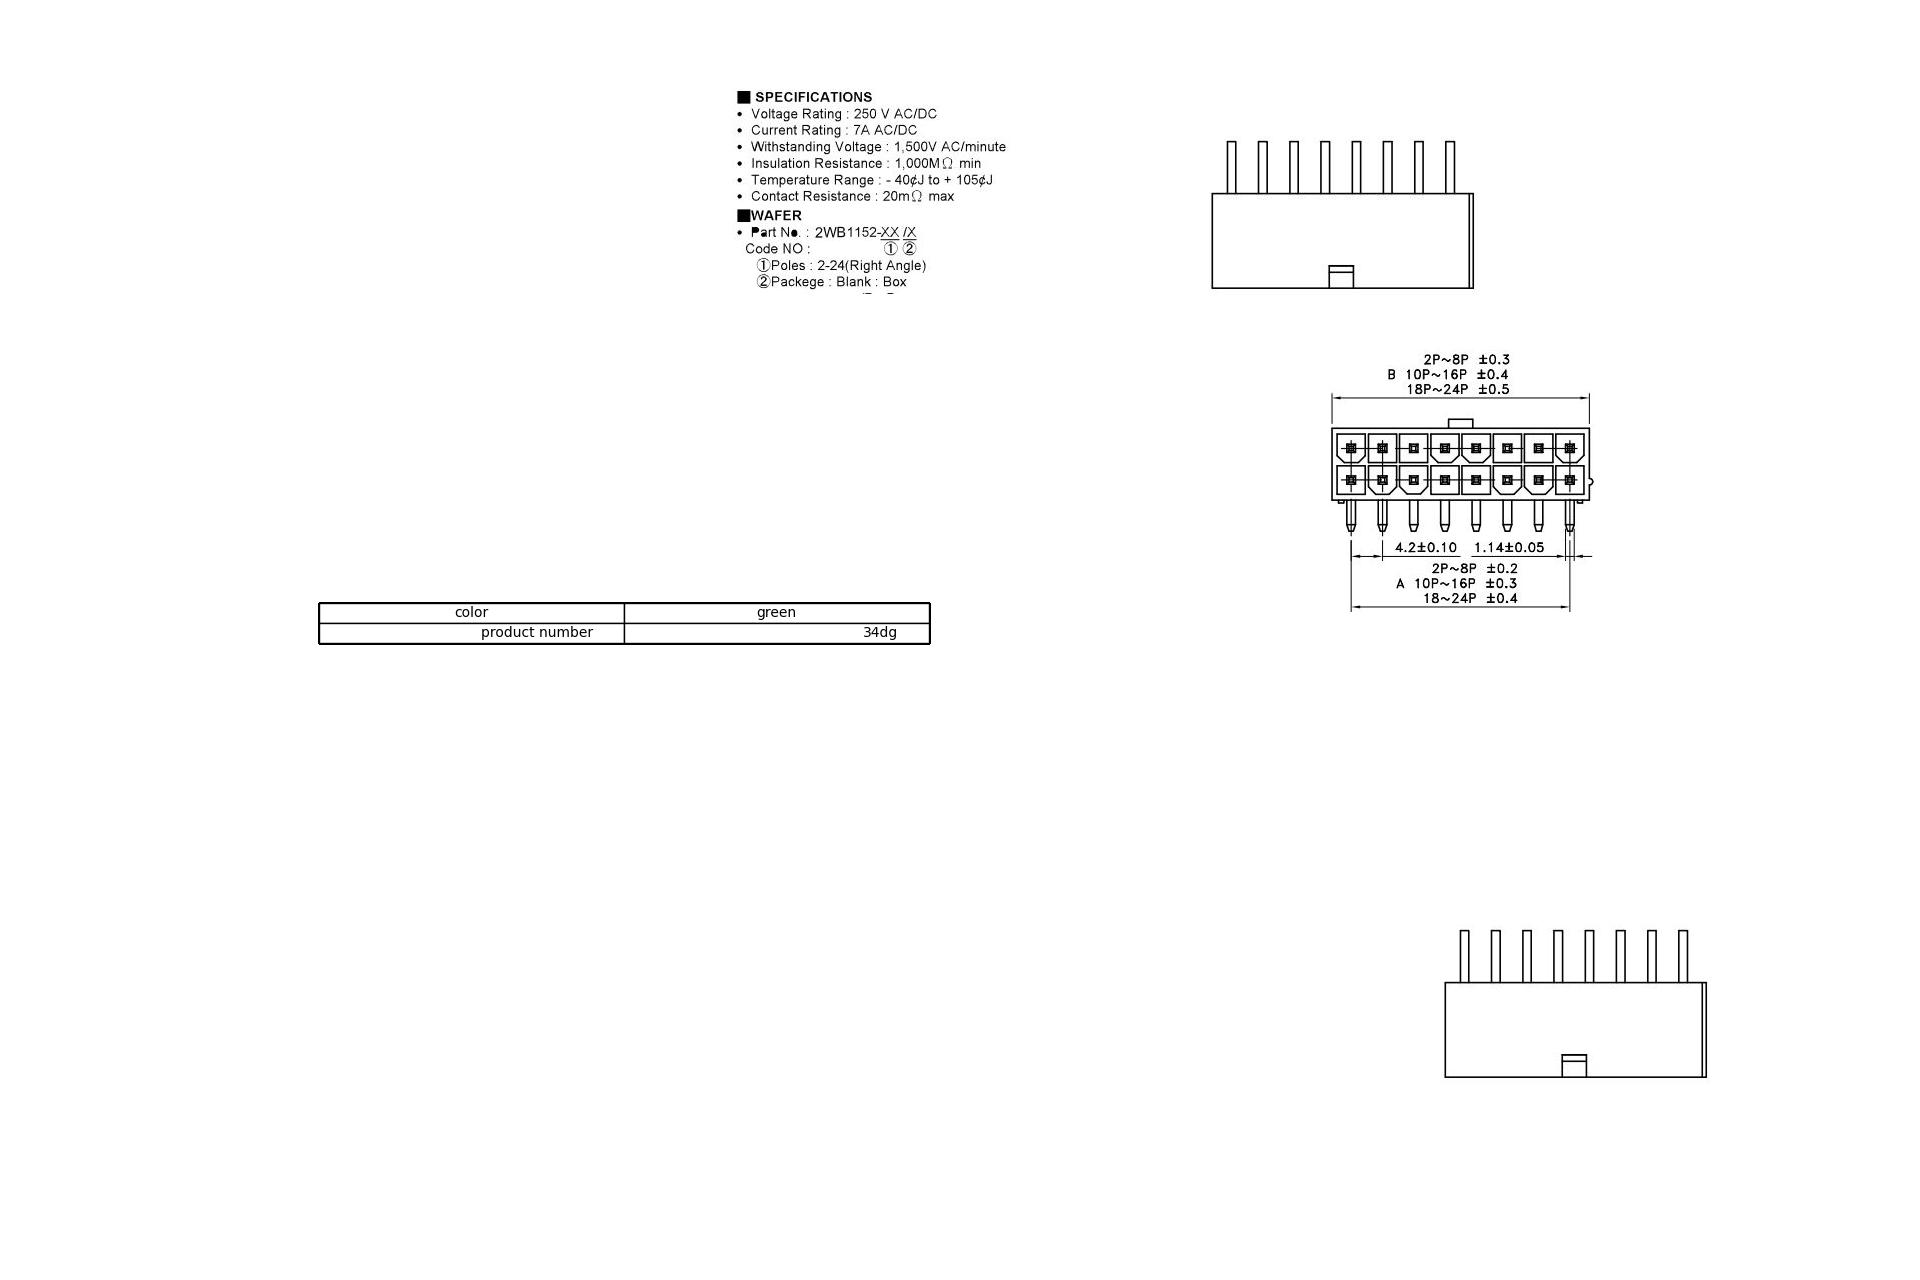 ■ SPECIFICATIONS
• Voltage Rating : 250 V AC/DC
• Current Rating : 7A AC/DC
• Withstanding Voltage : 1,500V AC/minute
• Insulation Resistance : 1,000MΩ min
• Temperature Range : - 40¢J to + 105¢J
• Contact Resistance : 20mΩ max
■WAFER
• Part No. : 2WB1152-XX /X
Code NO : ① ②
①Poles : 2-24(Right Angle)
②Packege : Blank : Box
2P~8P ±0.3
B 10P~16P ±0.4
18P~24P ±0.5
4.2±0.10 1.14±0.05
2P~8P ±0.2
A 10P~16P ±0.3
18~24P ±0.4
color green
product number 34dg